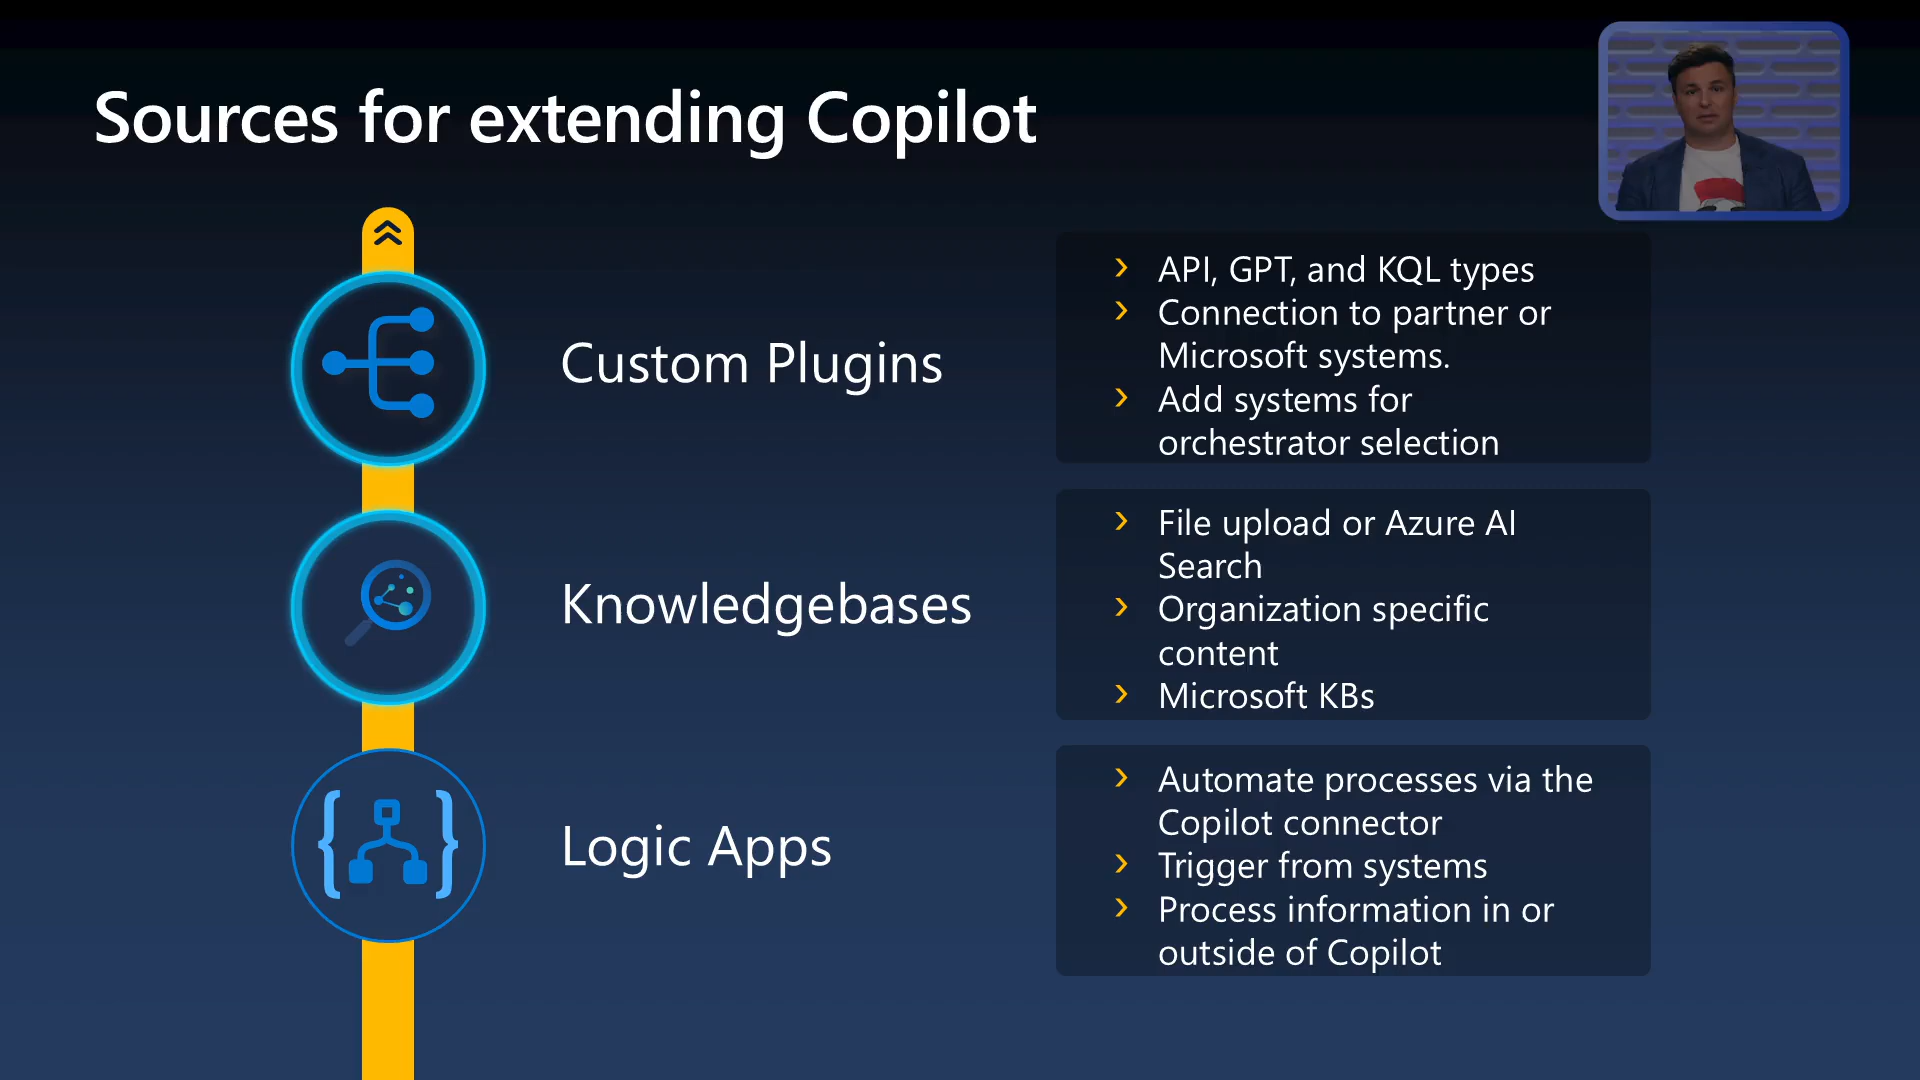 Sources for extending Copilot
Custom Plugins
API, GPT, and KQL types
Connection to partner or
Microsoft systems.
Add systems for
orchestrator selection
Knowledgebases
File upload or Azure AI
Search
Organization specific
content
Microsoft KBs
Logic Apps
Automate processes via the
Copilot connector
Trigger from systems
Process information in or
outside of Copilot